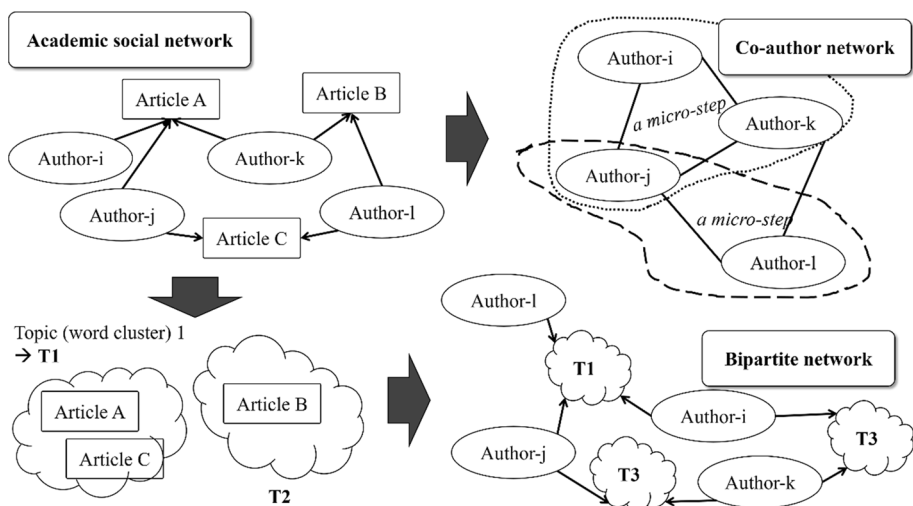 Academic social network
Article A
Article B
Author-i
Author-k
Author-j
Author-l
Article C
Co-author network
Author-i
a micro-step
Author-k
Author-j
a micro-step
Author-l
Topic (word cluster) 1
→ T1
Article A
Article C
Article B
T2
Author-l
Bipartite network
T1
Author-i
T3
Author-j
T3
Author-k